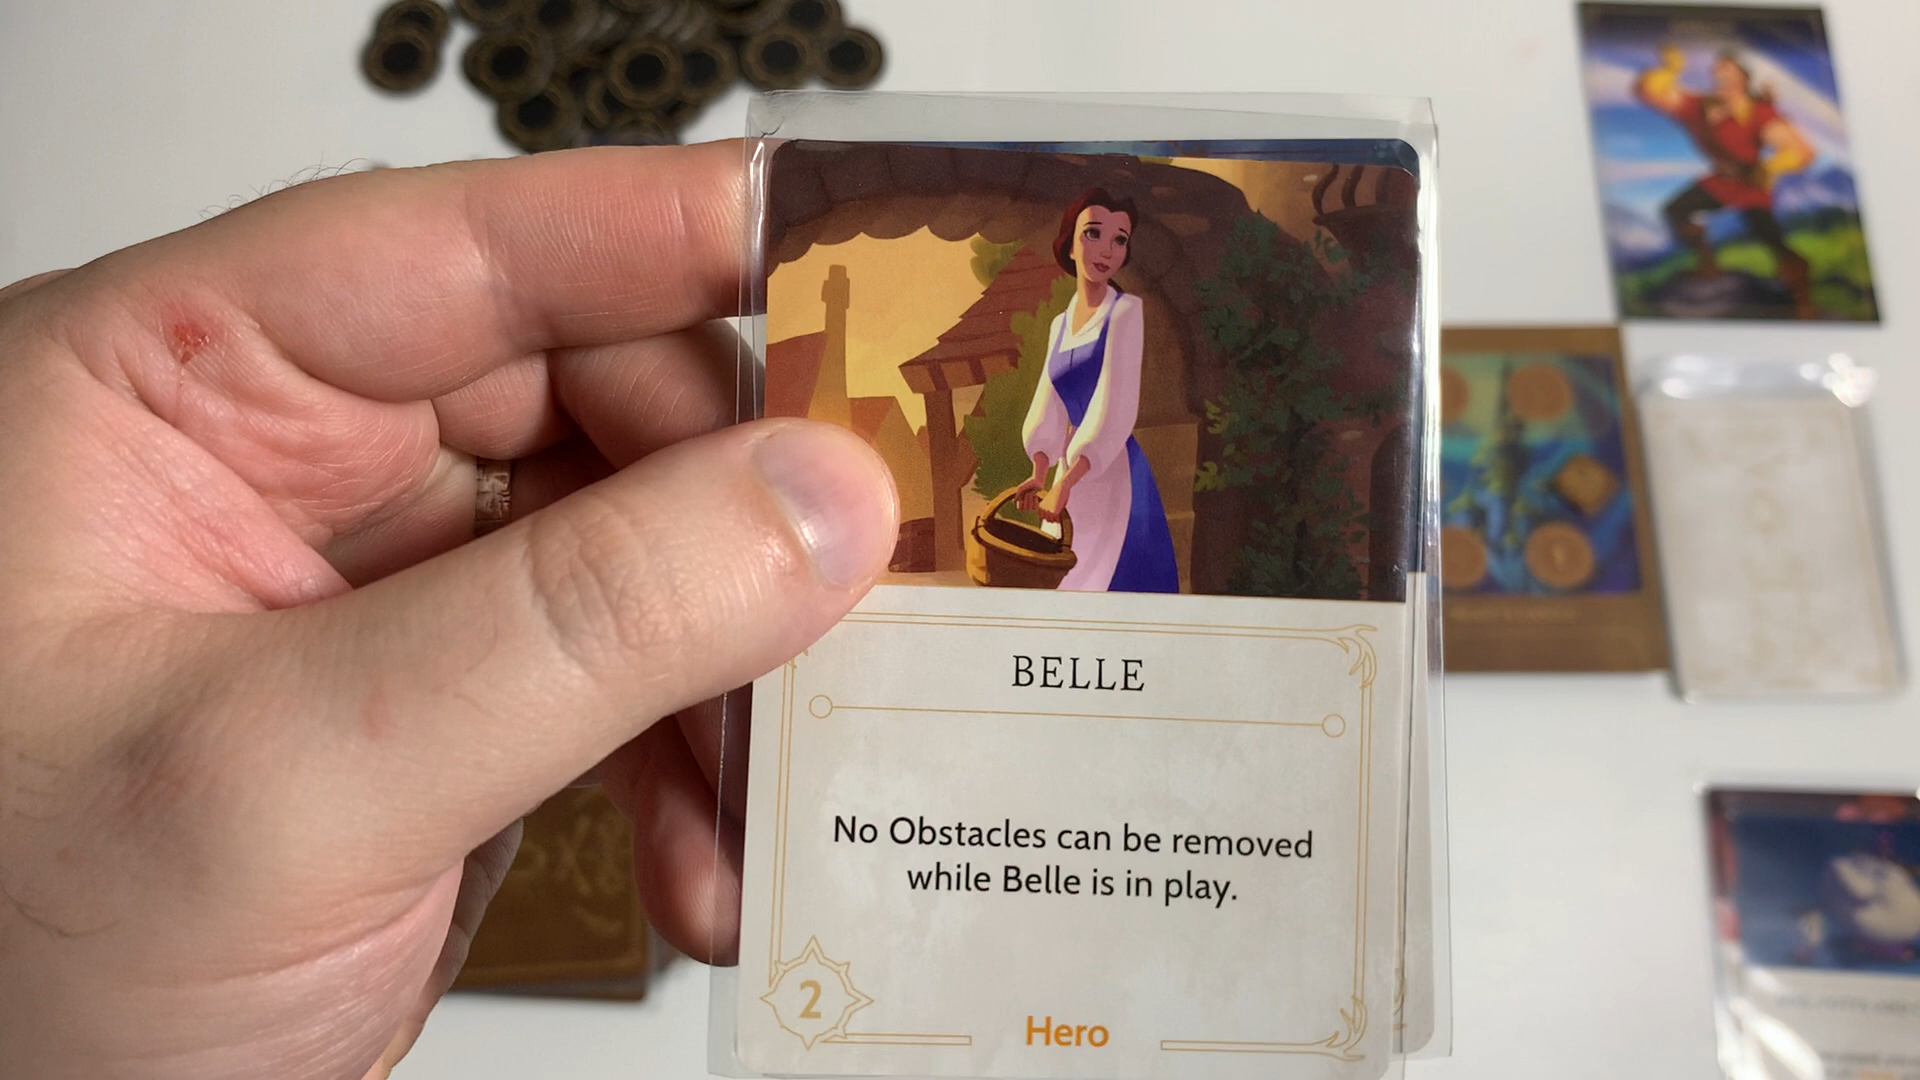 BELLE
No Obstacles can be removed
while Belle is in play.
2
Hero